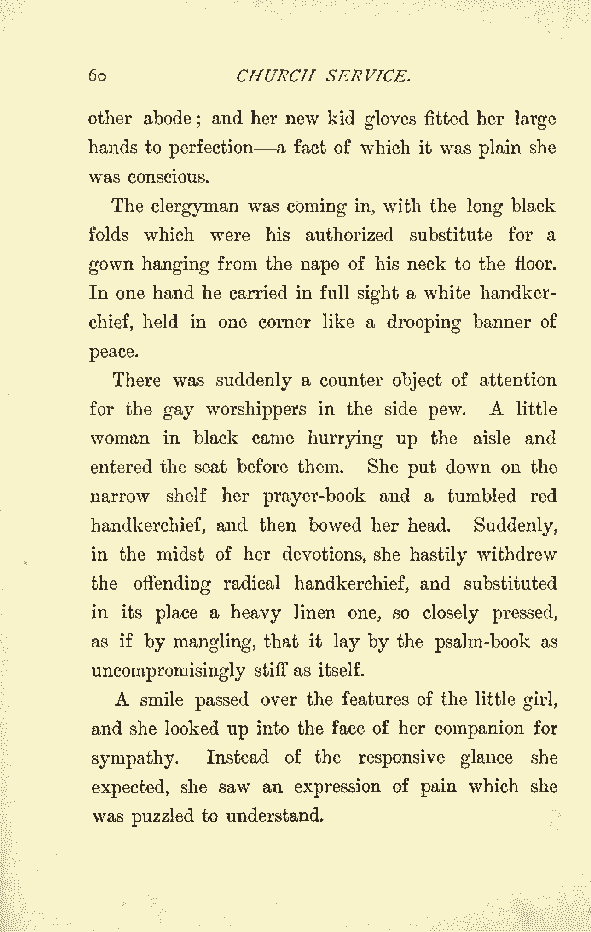 60 CHURCH SERVICE.
other abode; and her new kid gloves fitted her large
hands to perfection—a fact of which it was plain she
was conscious.
The clergyman was coming in, with the long black
folds which were his authorized substitute for a
gown hanging from the nape of his neck to the floor.
In one hand he carried in full sight a white handker-
chief, held in one corner like a drooping banner of
peace.
There was suddenly a counter object of attention
for the gay worshippers in the side pew. A little
woman in black came hurrying up the aisle and
entered the seat before them. She put down on the
narrow shelf her prayer-book and a tumbled red
handkerchief, and then bowed her head. Suddenly,
in the midst of her devotions, she hastily withdrew
the offending radical handkerchief, and substituted
in its place a heavy linen one, so closely pressed,
as if by mangling, that it lay by the psalm-book as
uncompromisingly stiff as itself.
A smile passed over the features of the little girl,
and she looked up into the face of her companion for
sympathy. Instead of the responsive glance she
expected, she saw an expression of pain which she
was puzzled to understand.